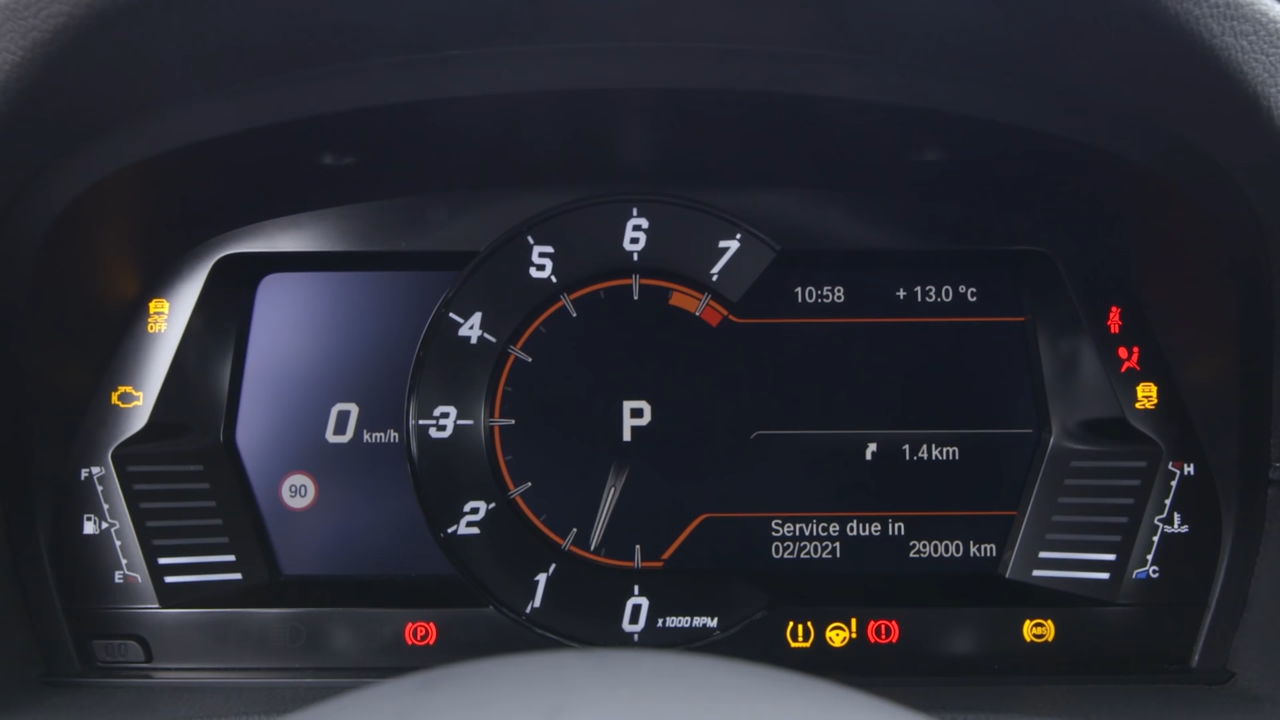 6
5
7
10:58
+ 13.0 °c
OFF
4
0 km/h
3
P
1.4 km
F
H
90
2
Service due in
02/2021 29000 km
E
C
1
0
x1000 RPM
P
ABS